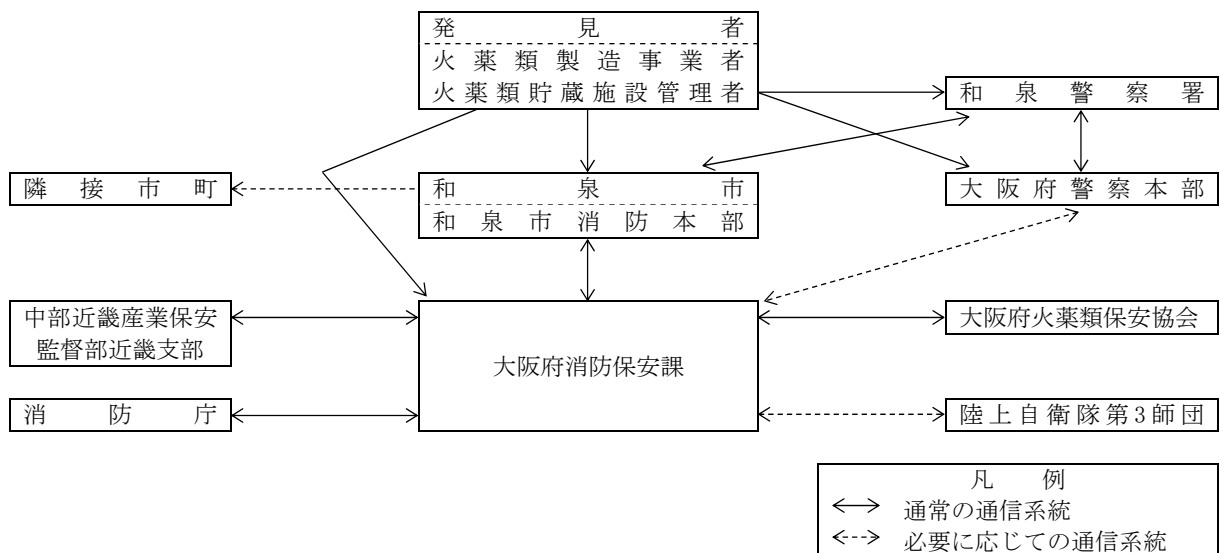 発見者
火薬類製造事業者
火薬類貯蔵施設管理者
和泉警察署
隣接市町
和泉市
和泉市消防本部
大阪府警察本部
中部近畿産業保安
監督部近畿支部
大阪府消防保安課
大阪府火薬類保安協会
消防庁
陸上自衛隊第3師団
凡例
通常の通信系統
必要に応じての通信系統